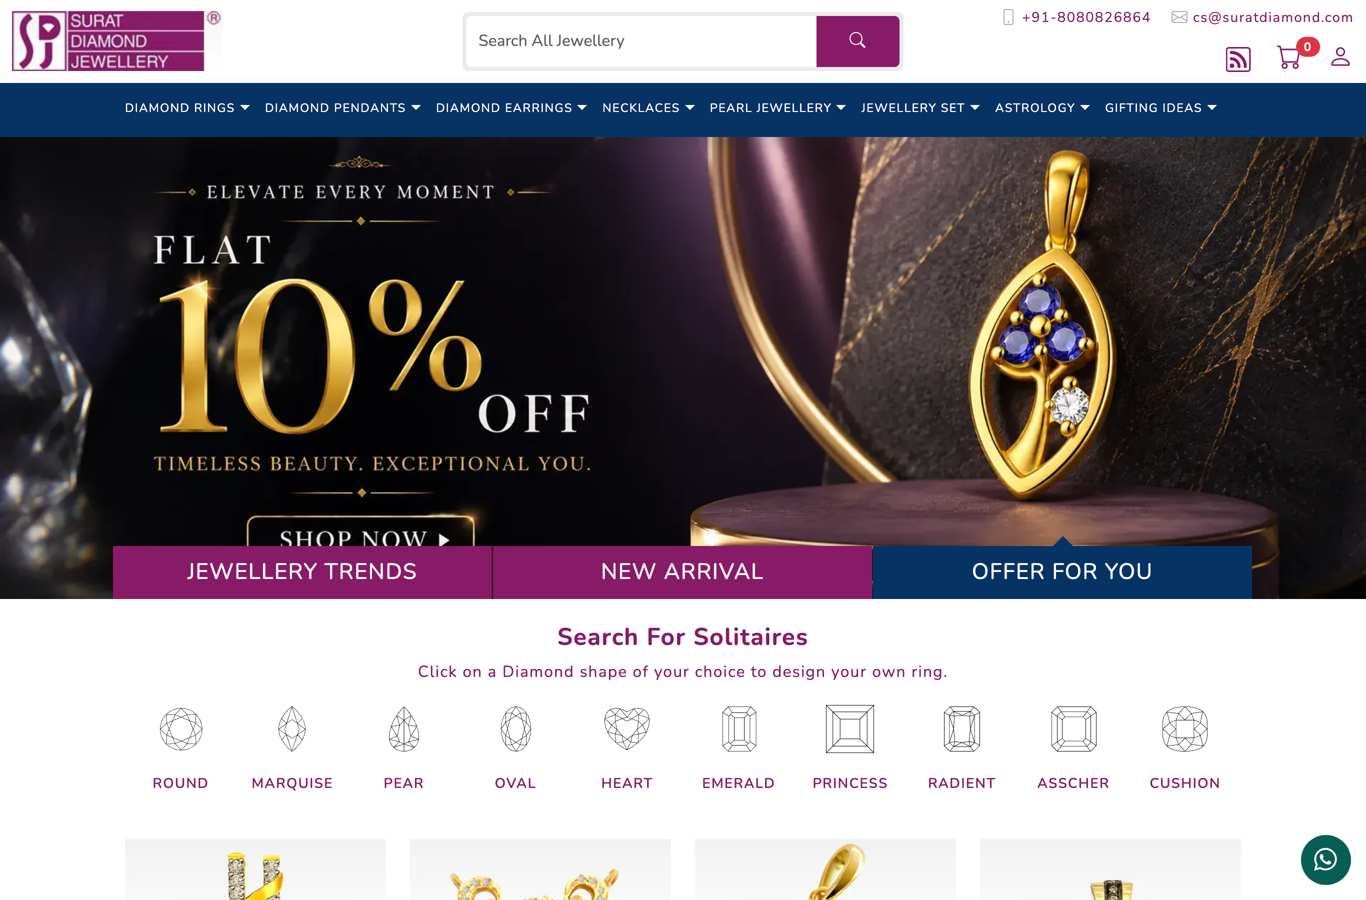 SURAT
DIAMOND
JEWELLERY
®
Search All Jewellery
+91-8080826864
cs@suratdiamond.com
0
DIAMOND RINGS
DIAMOND PENDANTS
DIAMOND EARRINGS
NECKLACES
PEARL JEWELLERY
JEWELLERY SET
ASTROLOGY
GIFTING IDEAS
ELEVATE EVERY MOMENT
FLAT
10%
OFF
TIMELESS BEAUTY. EXCEPTIONAL YOU.
SHOP NOW
JEWELLERY TRENDS
NEW ARRIVAL
OFFER FOR YOU
Search For Solitaires
Click on a Diamond shape of your choice to design your own ring.
ROUND
MARQUISE
PEAR
OVAL
HEART
EMERALD
PRINCESS
RADIENT
ASSCHER
CUSHION